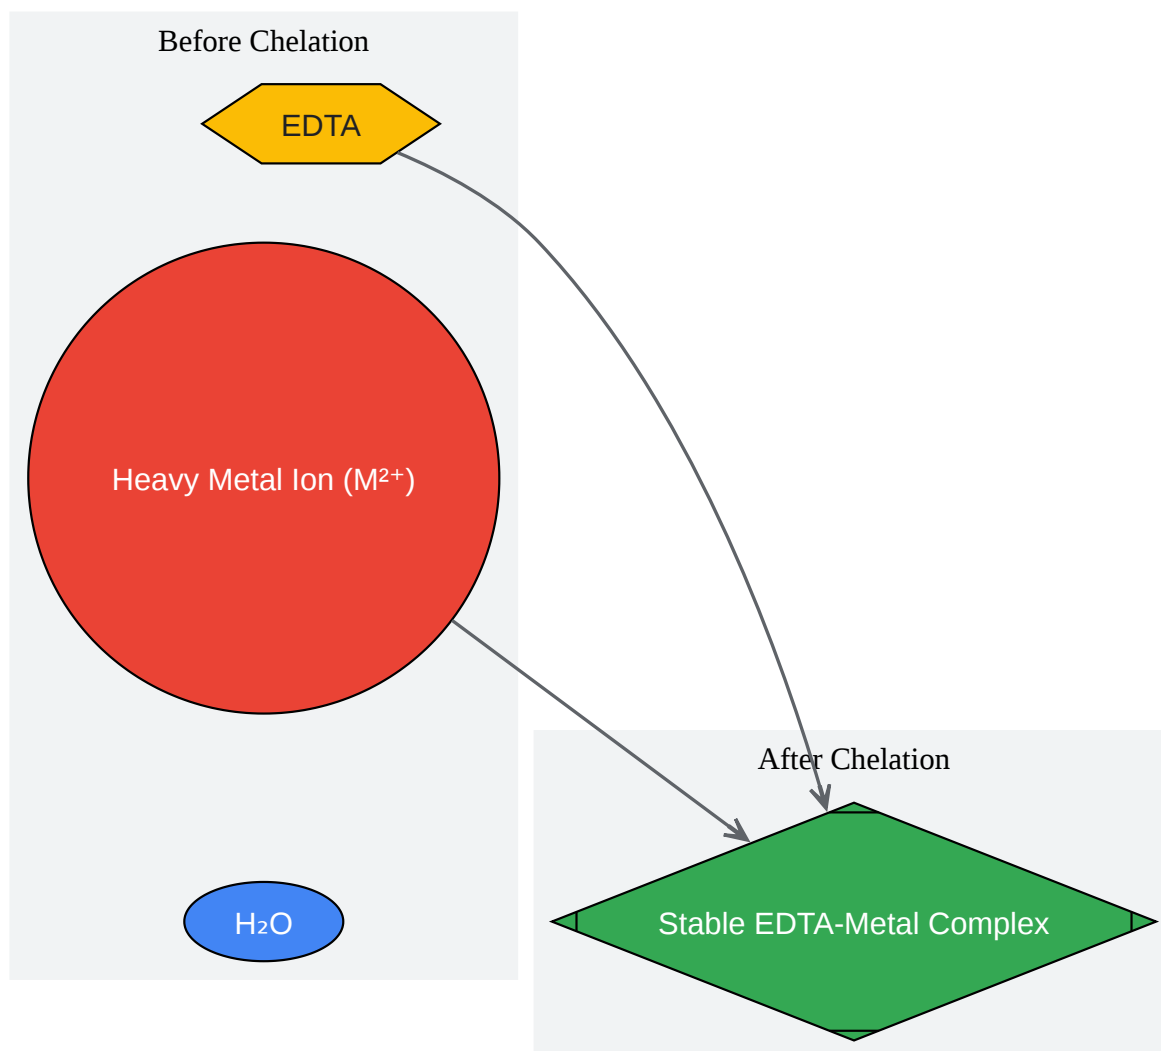 Before Chelation
EDTA
Heavy Metal Ion (M²⁺)
H₂O
After Chelation
Stable EDTA-Metal Complex